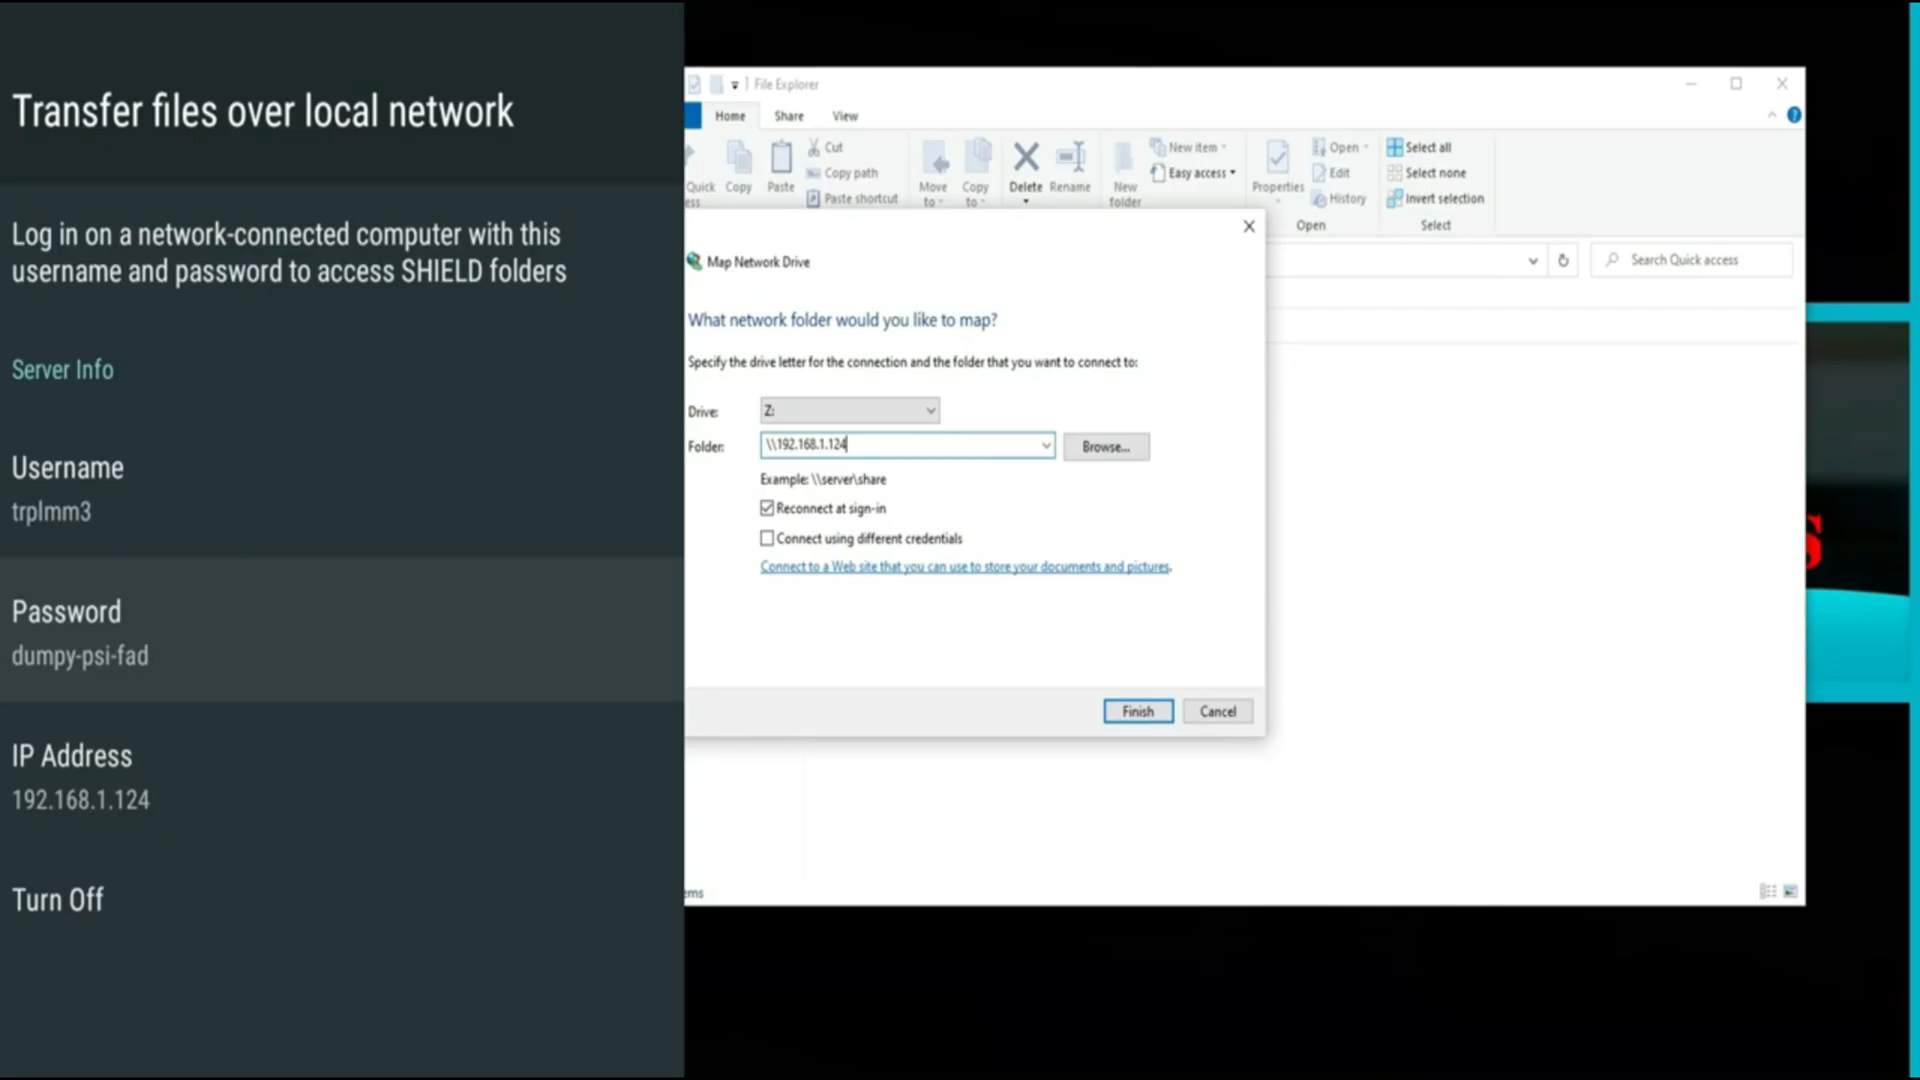 Transfer files over local network
Log in on a network-connected computer with this
username and password to access SHIELD folders
Server Info
Username
trplmm3
Password
dumpy-psi-fad
IP Address
192.168.1.124
Turn Off
File Explorer
Home Share View
Quick
ess
Copy
Paste
Cut
Copy path
Paste shortcut
Move
to
Copy
to
Delete
Rename
New
folder
New item
Easy access
Properties
Open
Edit
History
Open
Select all
Select none
Invert selection
Select
Search Quick access
Map Network Drive
What network folder would you like to map?
Specify the drive letter for the connection and the folder that you want to connect to:
Drive: Z:
Folder: \\192.168.1.124 Browse...
Example: \\server\share
Reconnect at sign-in
Connect using different credentials
Connect to a Web site that you can use to store your documents and pictures.
Finish Cancel
ems
S